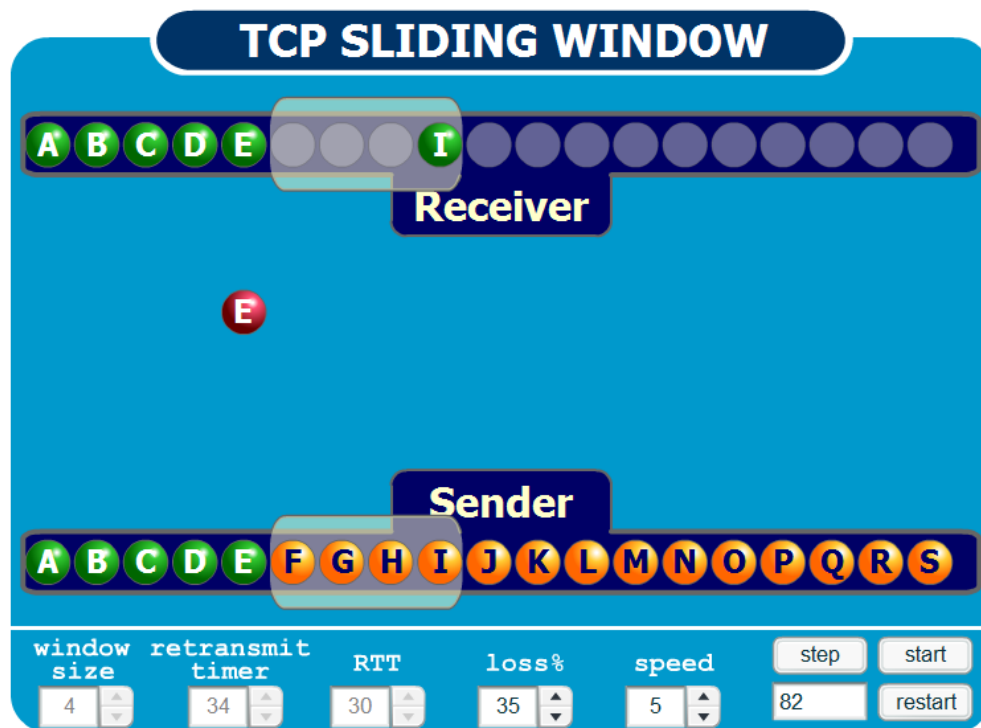 TCP SLIDING WINDOW
A B C D E I
Receiver
E
Sender
A B C D E F G H I J K L M N O P Q R S
window size
4
retransmit timer
34
RTT
30
loss%
35
speed
5
step
start
82
restart